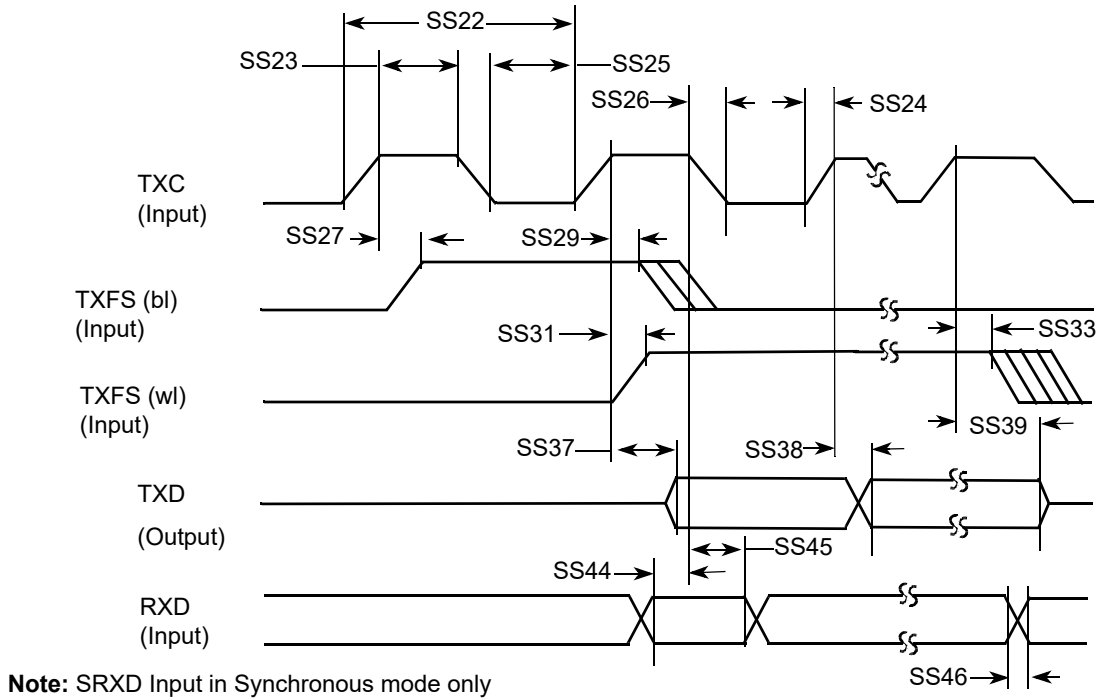 SS22
SS23
SS25
SS26
SS24
TXC
(Input)
SS27
SS29
TXFS (bl)
(Input)
SS31
SS33
TXFS (wl)
(Input)
SS39
SS37
SS38
TXD
(Output)
SS45
SS44
RXD
(Input)
SS46
Note: SRXD Input in Synchronous mode only